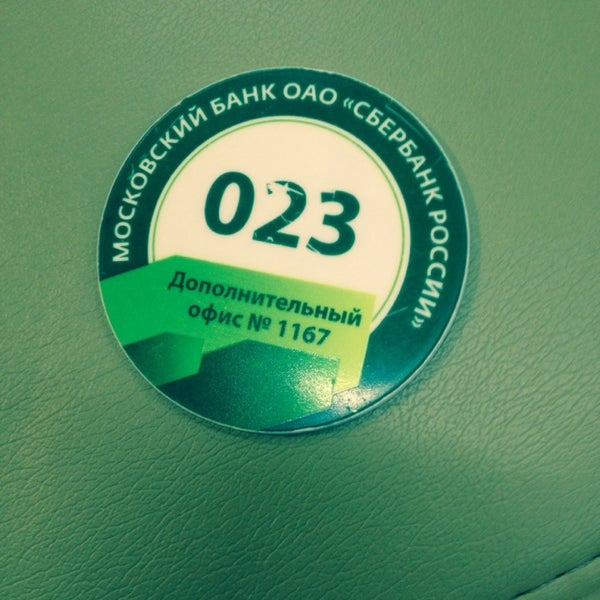 МОСКОВСКИЙ БАНК ОАО «СБЕРБАНК РОССИИ»
023
Дополнительный
офис № 1167